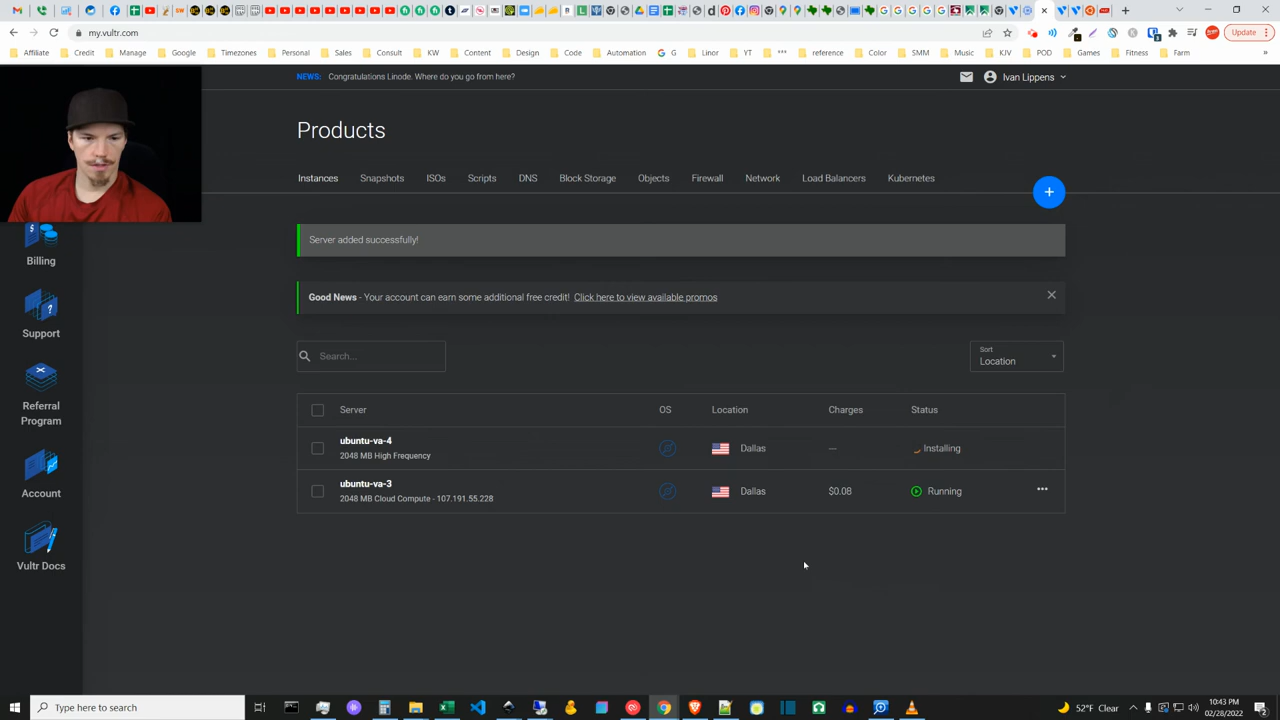 my.vultr.com
Update
Affiliate Credit Manage Google Timezones Personal Sales Consult KW Content Design Code Automation G Linor YT *** reference Color SMM Music KJV POD Games Fitness Farm »
NEWS: Congratulations Linode. Where do you go from here?
Ivan Lippens
Products
Instances Snapshots ISOs Scripts DNS Block Storage Objects Firewall Network Load Balancers Kubernetes
+
Server added successfully!
Billing
Good News - Your account can earn some additional free credit! Click here to view available promos
Support
Search...
Sort
Location
Referral
Program
Server OS Location Charges Status
ubuntu-va-4
2048 MB High Frequency
Dallas --- Installing
ubuntu-va-3
2048 MB Cloud Compute - 107.191.55.228
Dallas $0.08 Running •••
Account
Vultr Docs
Type here to search
52°F Clear
10:43 PM
02/28/2022